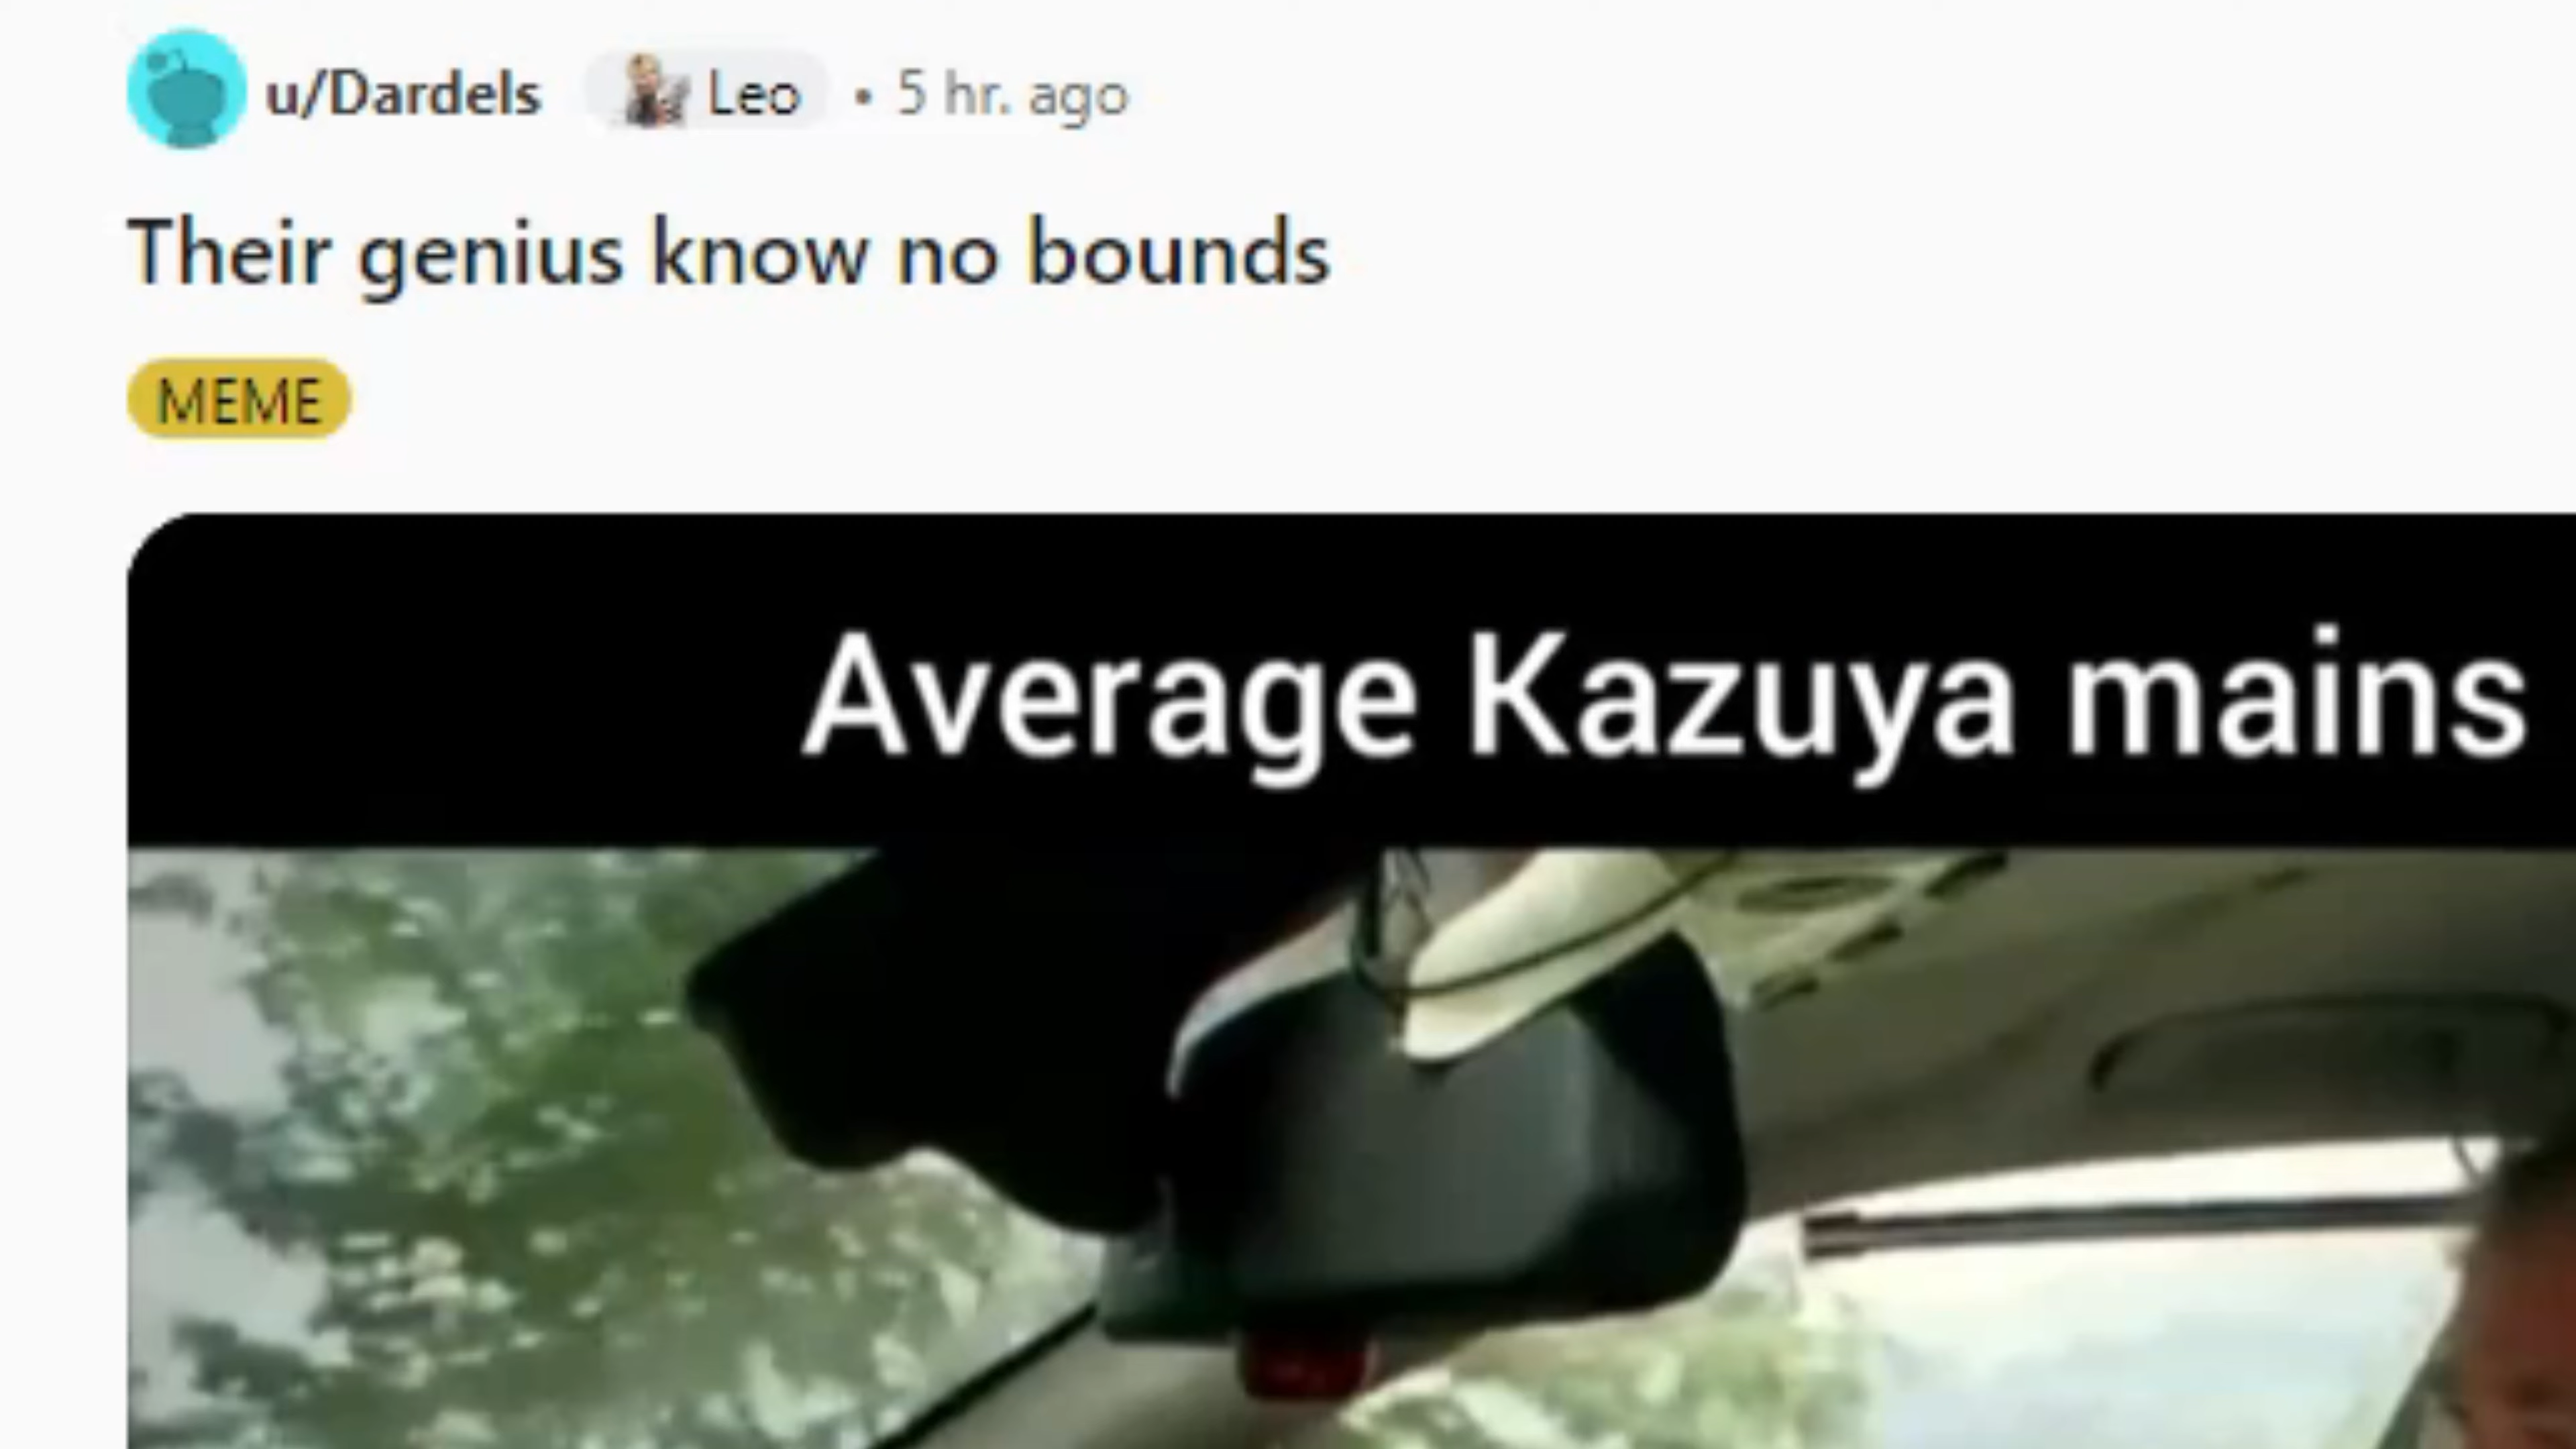 u/Dardels Leo • 5 hr. ago
Their genius know no bounds
MEME
Average Kazuya mains